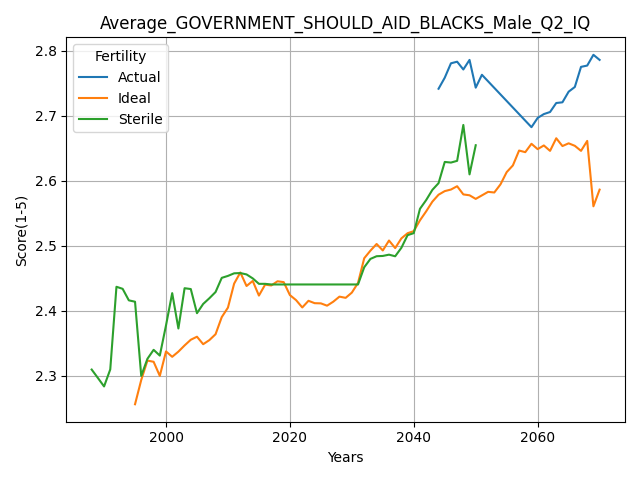 Average_GOVERNMENT_SHOULD_AID_BLACKS_Male_Q2_IQ
Fertility
Actual
Ideal
Sterile
Score(1-5)
2.8
2.7
2.6
2.5
2.4
2.3
2000
2020
2040
2060
Years